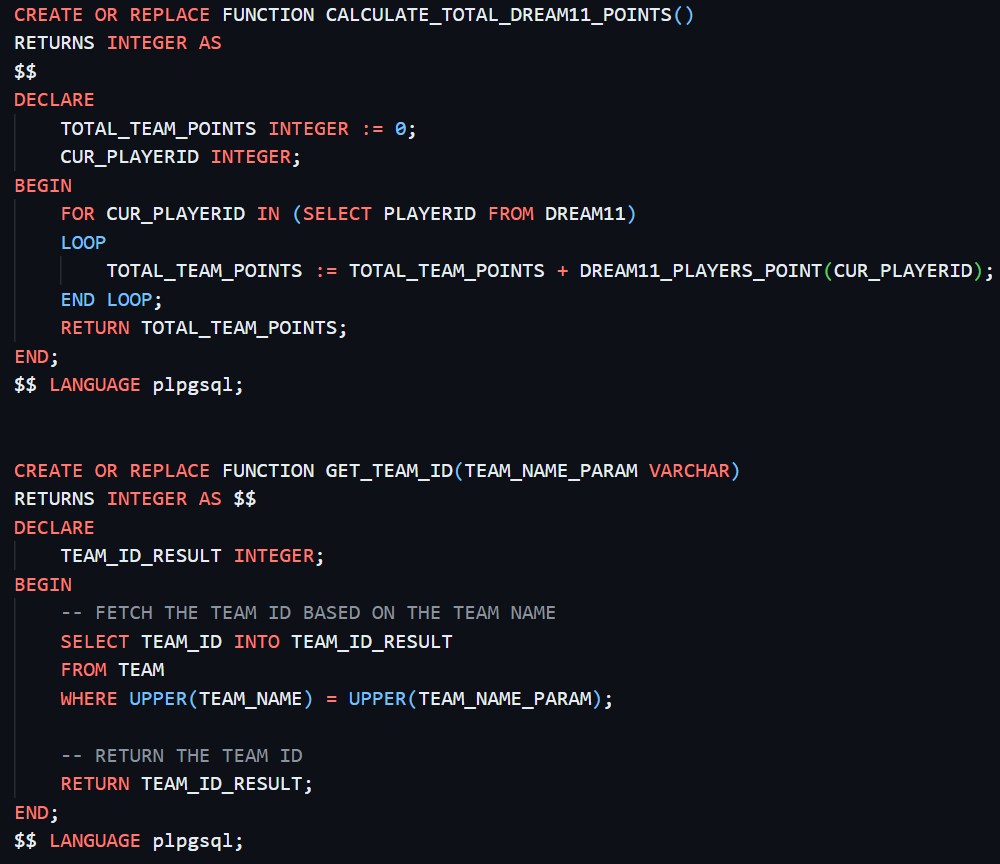 CREATE OR REPLACE FUNCTION CALCULATE_TOTAL_DREAM11_POINTS()
RETURNS INTEGER AS
$$
DECLARE
    TOTAL_TEAM_POINTS INTEGER := 0;
    CUR_PLAYERID INTEGER;
BEGIN
    FOR CUR_PLAYERID IN (SELECT PLAYERID FROM DREAM11)
    LOOP
        TOTAL_TEAM_POINTS := TOTAL_TEAM_POINTS + DREAM11_PLAYERS_POINT(CUR_PLAYERID);
    END LOOP;
    RETURN TOTAL_TEAM_POINTS;
END;
$$ LANGUAGE plpgsql;

CREATE OR REPLACE FUNCTION GET_TEAM_ID(TEAM_NAME_PARAM VARCHAR)
RETURNS INTEGER AS $$
DECLARE
    TEAM_ID_RESULT INTEGER;
BEGIN
    -- FETCH THE TEAM ID BASED ON THE TEAM NAME
    SELECT TEAM_ID INTO TEAM_ID_RESULT
    FROM TEAM
    WHERE UPPER(TEAM_NAME) = UPPER(TEAM_NAME_PARAM);

    -- RETURN THE TEAM ID
    RETURN TEAM_ID_RESULT;
END;
$$ LANGUAGE plpgsql;